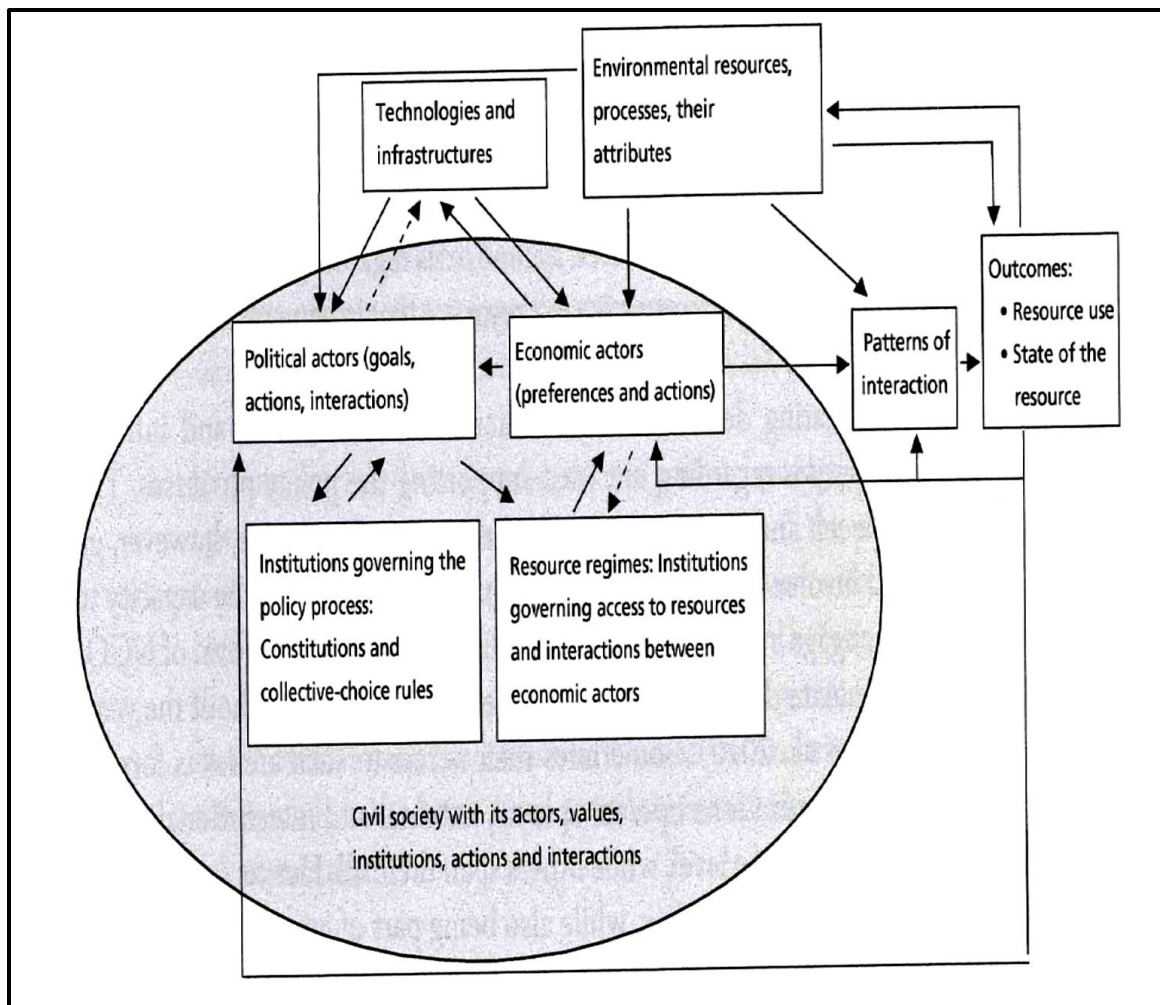 Environmental resources,
processes, their
attributes
Technologies and
infrastructures
Outcomes:
• Resource use
• State of the
resource
Political actors (goals,
actions, interactions)
Economic actors
(preferences and actions)
Patterns of
interaction
Institutions governing the
policy process:
Constitutions and
collective-choice rules
Resource regimes: Institutions
governing access to resources
and interactions between
economic actors
Civil society with its actors, values,
institutions, actions and interactions